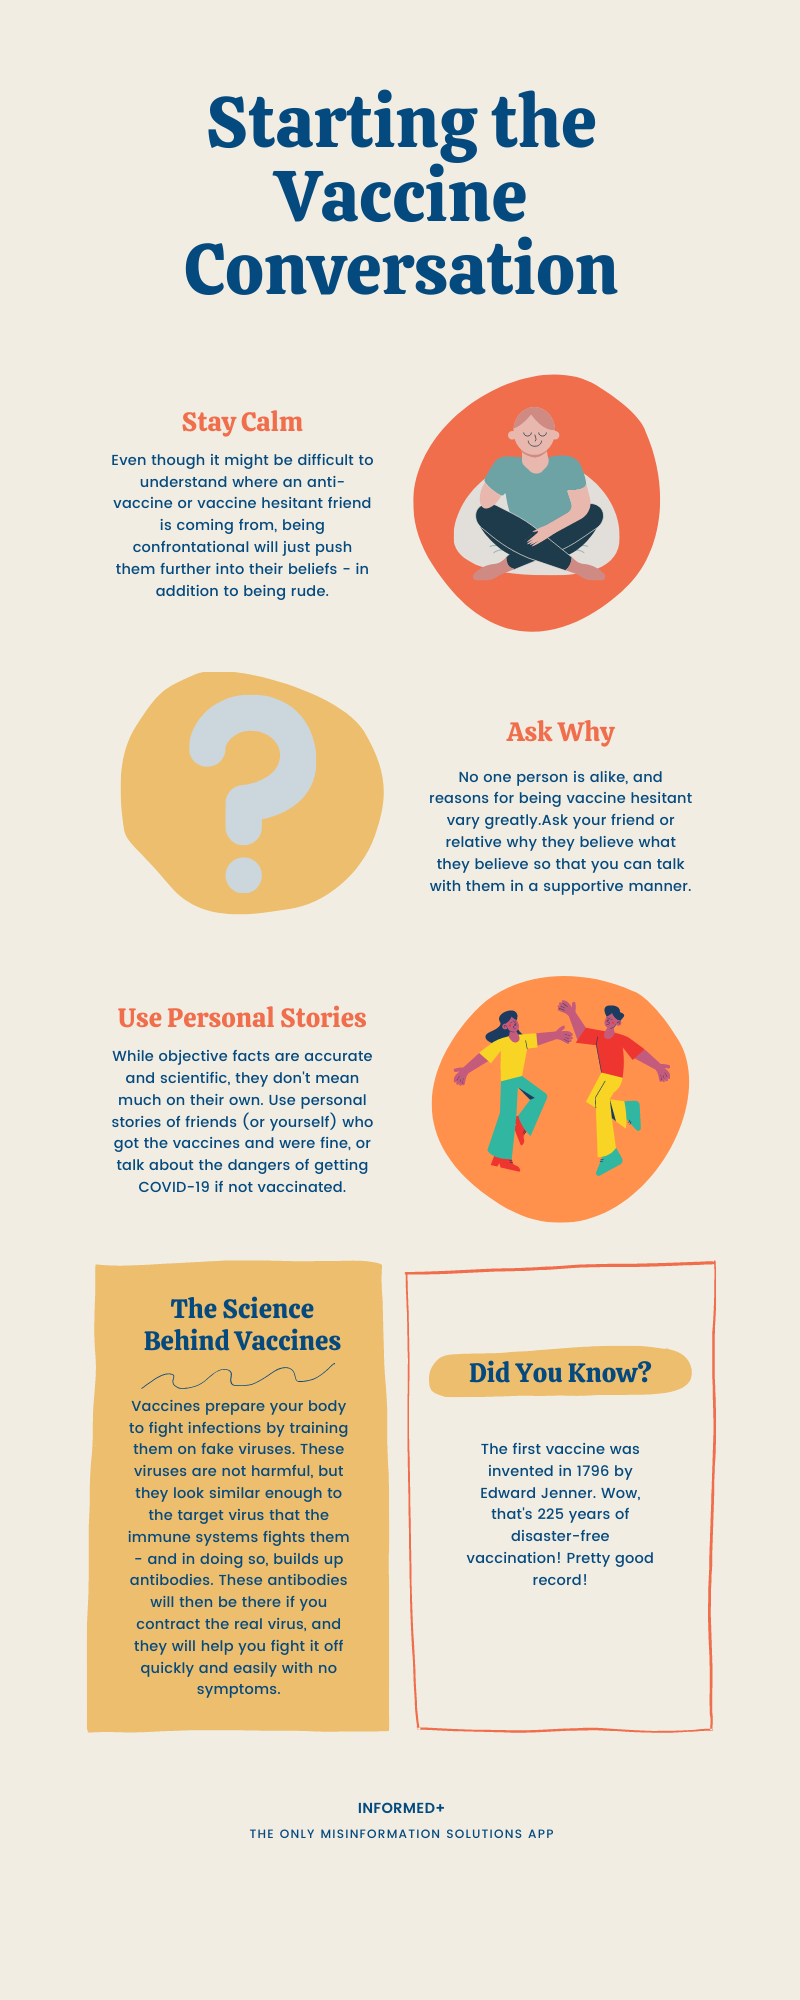 Starting the
Vaccine
Conversation
Stay Calm
Even though it might be difficult to
understand where an anti-
vaccine or vaccine hesitant friend
is coming from, being
confrontational will just push
them further into their beliefs - in
addition to being rude.
Ask Why
No one person is alike, and
reasons for being vaccine hesitant
vary greatly.Ask your friend or
relative why they believe what
they believe so that you can talk
with them in a supportive manner.
Use Personal Stories
While objective facts are accurate
and scientific, they don't mean
much on their own. Use personal
stories of friends (or yourself) who
got the vaccines and were fine, or
talk about the dangers of getting
COVID-19 if not vaccinated.
The Science
Behind Vaccines
Vaccines prepare your body
to fight infections by training
them on fake viruses. These
viruses are not harmful, but
they look similar enough to
the target virus that the
immune systems fights them
- and in doing so, builds up
antibodies. These antibodies
will then be there if you
contract the real virus, and
they will help you fight it off
quickly and easily with no
symptoms.
Did You Know?
The first vaccine was
invented in 1796 by
Edward Jenner. Wow,
that's 225 years of
disaster-free
vaccination! Pretty good
record!
INFORMED+
THE ONLY MISINFORMATION SOLUTIONS APP